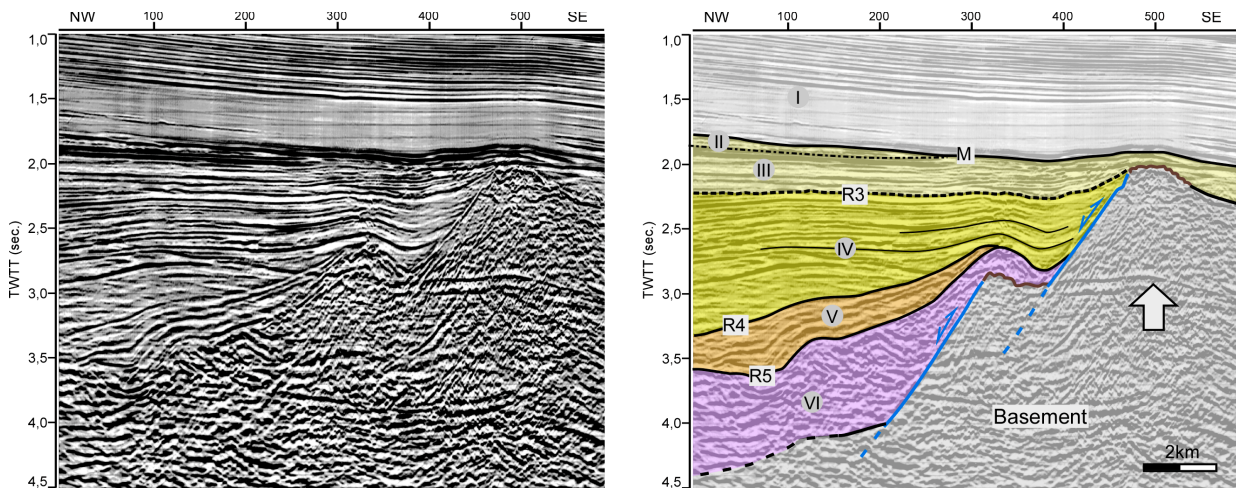 NW 100 200 300 400 500 SE
1,0
1,5
2,0
2,5
3,0
3,5
4,0
4,5
TWTT (sec.)
NW 100 200 300 400 500 SE
1,0
1,5
2,0
2,5
3,0
3,5
4,0
4,5
TWTT (sec.)
I
II
M
III
R3
IV
R4
V
R5
VI
Basement
2km